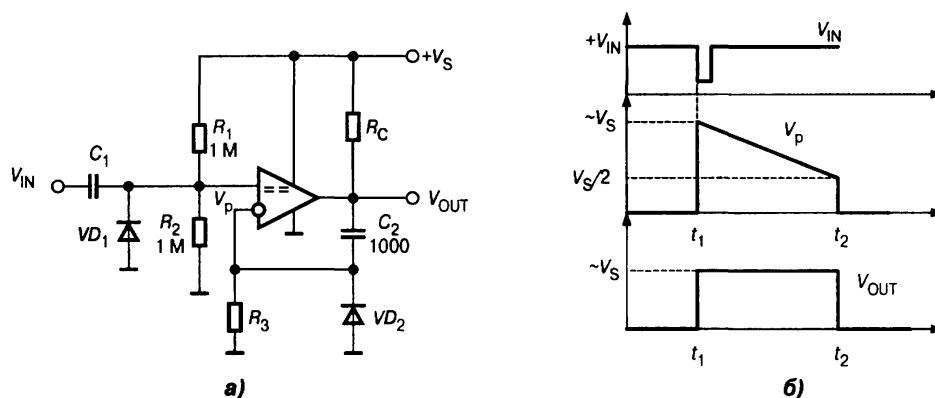 +V_S
R_1
1 M
R_C
C_1
V_IN
==
V_p
V_OUT
R_2
1 M
C_2
1000
VD_1
R_3
VD_2
а)
+V_IN
V_IN
~V_S
V_p
V_S/2
t_1
t_2
~V_S
V_OUT
t_1
t_2
б)